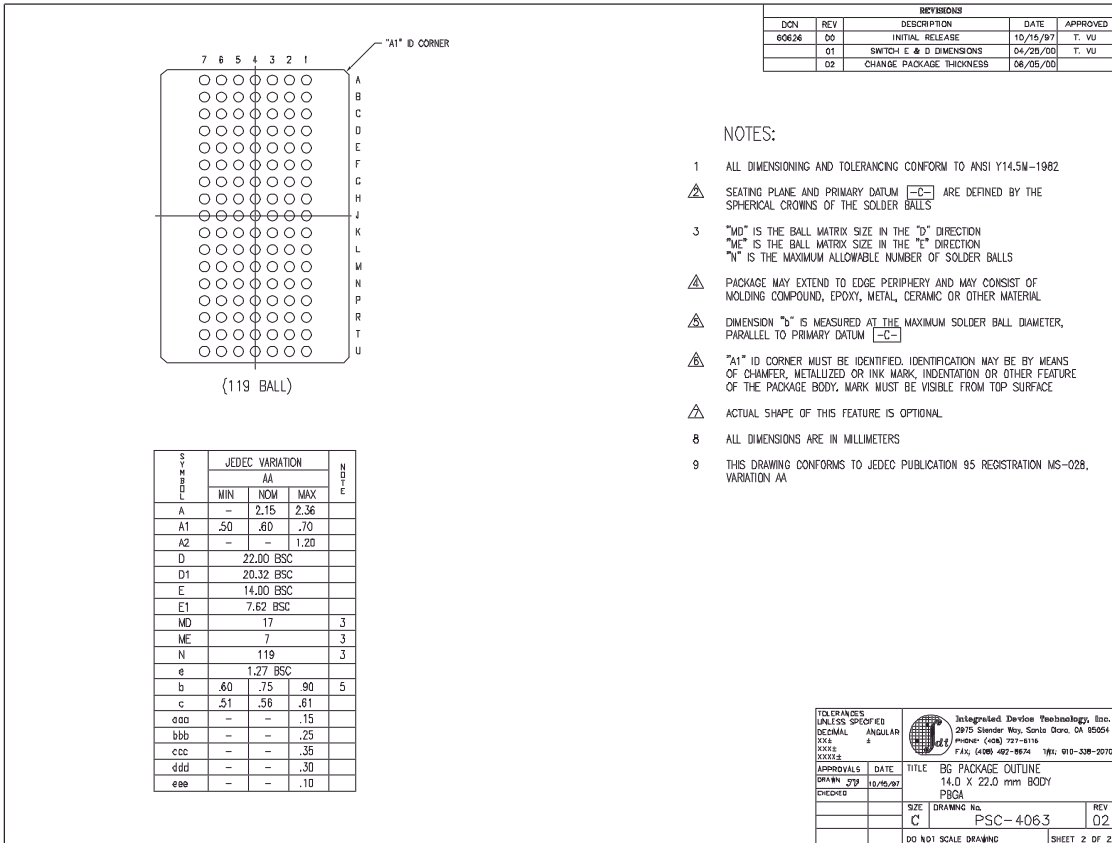 REVISIONS
DCN REV DESCRIPTION DATE APPROVED
60626 00 INITIAL RELEASE 10/15/97 T. VU
01 SWITCH E & D DIMENSIONS 04/25/00 T. VU
02 CHANGE PACKAGE THICKNESS 06/05/00
"A1" ID CORNER
7 6 5 4 3 2 1
A
B
C
D
E
F
G
H
J
K
L
M
N
P
R
T
U
(119 BALL)
NOTES:
1 ALL DIMENSIONING AND TOLERANCING CONFORM TO ANSI Y14.5M-1982
2 SEATING PLANE AND PRIMARY DATUM -C- ARE DEFINED BY THE
SPHERICAL CROWNS OF THE SOLDER BALLS
3 "MD" IS THE BALL MATRIX SIZE IN THE "D" DIRECTION
"ME" IS THE BALL MATRIX SIZE IN THE "E" DIRECTION
"N" IS THE MAXIMUM ALLOWABLE NUMBER OF SOLDER BALLS
4 PACKAGE MAY EXTEND TO EDGE PERIPHERY AND MAY CONSIST OF
MOLDING COMPOUND, EPOXY, METAL, CERAMIC OR OTHER MATERIAL
5 DIMENSION "b" IS MEASURED AT THE MAXIMUM SOLDER BALL DIAMETER,
PARALLEL TO PRIMARY DATUM -C-
6 "A1" ID CORNER MUST BE IDENTIFIED. IDENTIFICATION MAY BE BY MEANS
OF CHAMFER, METALLIZED OR INK MARK, INDENTATION OR OTHER FEATURE
OF THE PACKAGE BODY. MARK MUST BE VISIBLE FROM TOP SURFACE
7 ACTUAL SHAPE OF THIS FEATURE IS OPTIONAL
8 ALL DIMENSIONS ARE IN MILLIMETERS
9 THIS DRAWING CONFORMS TO JEDEC PUBLICATION 95 REGISTRATION MS-028,
VARIATION AA
SYMBOL JEDEC VARIATION NOTE
AA
MIN NOM MAX
A - 2.15 2.36
A1 .50 .60 .70
A2 - - 1.20
D 22.00 BSC
D1 20.32 BSC
E 14.00 BSC
E1 7.62 BSC
MD 17 3
ME 7 3
N 119 3
e 1.27 BSC
b .60 .75 .90 5
c .51 .56 .61
aaa - - .15
bbb - - .25
ccc - - .35
ddd - - .30
eee - - .10
TOLERANCES
UNLESS SPECIFIED
DECIMAL ANGULAR
XX± ±
XXX±
XXXX±
idt
Integrated Device Technology, Inc.
2975 Stender Way, Santa Clara, CA 95054
PHONE: (408) 727-6116
FAX: (408) 492-8674 TWX: 910-338-2070
APPROVALS DATE
DRAWN 10/15/97
CHECKED
TITLE BG PACKAGE OUTLINE
14.0 X 22.0 mm BODY
PBGA
SIZE DRAWING No. REV
C PSC-4063 02
DO NOT SCALE DRAWING SHEET 2 OF 2